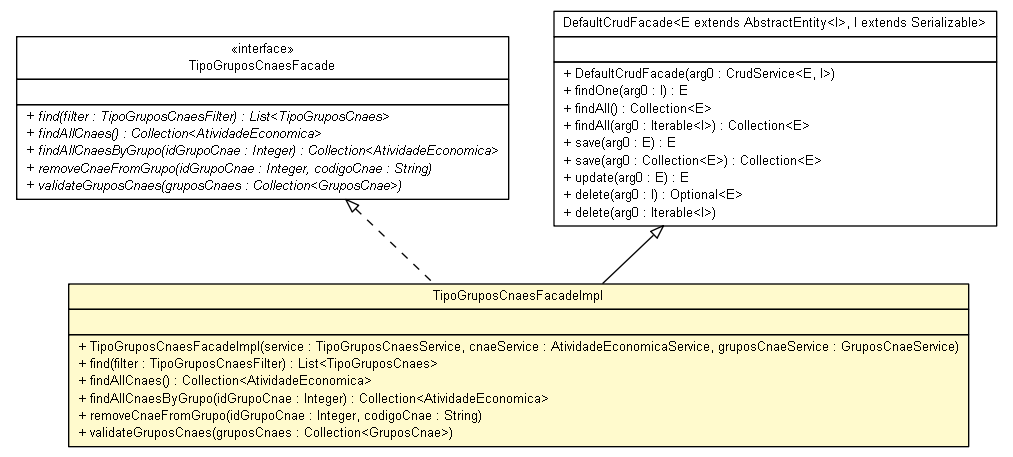 «interface»
TipoGruposCnaesFacade
+ find(filter : TipoGruposCnaesFilter) : List<TipoGruposCnaes>
+ findAllCnaes() : Collection<AtividadeEconomica>
+ findAllCnaesByGrupo(idGrupoCnae : Integer) : Collection<AtividadeEconomica>
+ removeCnaeFromGrupo(idGrupoCnae : Integer, codigoCnae : String)
+ validateGruposCnaes(gruposCnaes : Collection<GruposCnae>)
DefaultCrudFacade<E extends AbstractEntity<I>, I extends Serializable>
+ DefaultCrudFacade(arg0 : CrudService<E, I>)
+ findOne(arg0 : I) : E
+ findAll() : Collection<E>
+ findAll(arg0 : Iterable<I>) : Collection<E>
+ save(arg0 : E) : E
+ save(arg0 : Collection<E>) : Collection<E>
+ update(arg0 : E) : E
+ delete(arg0 : I) : Optional<E>
+ delete(arg0 : Iterable<I>)
TipoGruposCnaesFacadeImpl
+ TipoGruposCnaesFacadeImpl(service : TipoGruposCnaesService, cnaeService : AtividadeEconomicaService, gruposCnaeService : GruposCnaeService)
+ find(filter : TipoGruposCnaesFilter) : List<TipoGruposCnaes>
+ findAllCnaes() : Collection<AtividadeEconomica>
+ findAllCnaesByGrupo(idGrupoCnae : Integer) : Collection<AtividadeEconomica>
+ removeCnaeFromGrupo(idGrupoCnae : Integer, codigoCnae : String)
+ validateGruposCnaes(gruposCnaes : Collection<GruposCnae>)